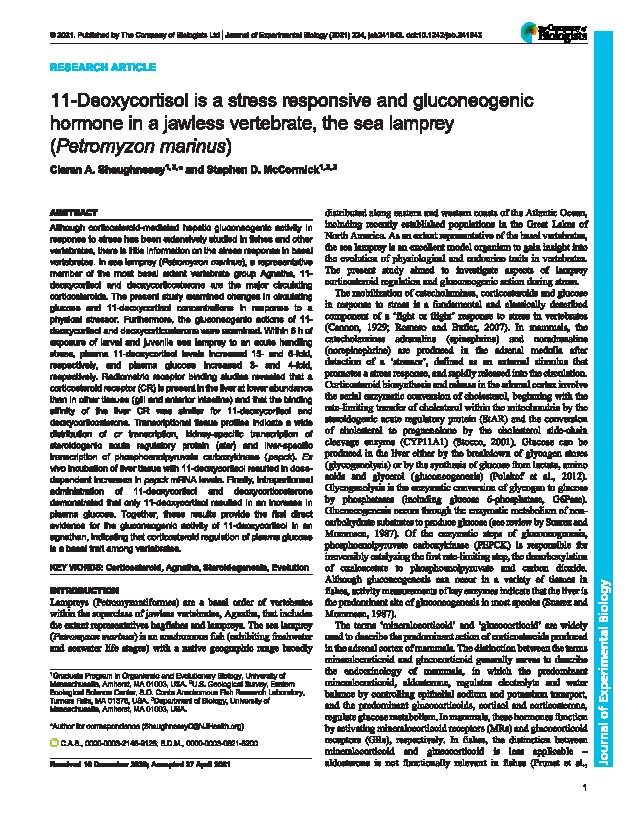 © 2021. Published by The Company of Biologists Ltd | Journal of Experimental Biology (2021) 224, jeb241943. doi:10.1242/jeb.241943
The Company of
Biologists
RESEARCH ARTICLE
11-Deoxycortisol is a stress responsive and gluconeogenic
hormone in a jawless vertebrate, the sea lamprey
(Petromyzon marinus)
Ciaran A. Shaughnessy1,2,* and Stephen D. McCormick1,2,3
ABSTRACT
Although corticosteroid-mediated hepatic gluconeogenic activity in
response to stress has been extensively studied in fishes and other
vertebrates, there is little information on the stress response in basal
vertebrates. In sea lamprey (Petromyzon marinus), a representative
member of the most basal extant vertebrate group Agnatha, 11-
deoxycortisol and deoxycorticosterone are the major circulating
corticosteroids. The present study examined changes in circulating
glucose and 11-deoxycortisol concentrations in response to a
physical stressor. Furthermore, the gluconeogenic actions of 11-
deoxycortisol and deoxycorticosterone were examined. Within 6 h of
exposure of larval and juvenile sea lamprey to an acute handling
stress, plasma 11-deoxycortisol levels increased 15- and 6-fold,
respectively, and plasma glucose increased 3- and 4-fold,
respectively. Radiometric receptor binding studies revealed that a
corticosteroid receptor (CR) is present in the liver at lower abundance
than in other tissues (gill and anterior intestine) and that the binding
affinity of the liver CR was similar for 11-deoxycortisol and
deoxycorticosterone. Transcriptional tissue profiles indicate a wide
distribution of cr transcription, kidney-specific transcription of
steroidogenic acute regulatory protein (star) and liver-specific
transcription of phosphoenolpyruvate carboxykinase (pepck). Ex
vivo incubation of liver tissue with 11-deoxycortisol resulted in dose-
dependent increases in pepck mRNA levels. Finally, intraperitoneal
administration of 11-deoxycortisol and deoxycorticosterone
demonstrated that only 11-deoxycortisol resulted in an increase in
plasma glucose. Together, these results provide the first direct
evidence for the gluconeogenic activity of 11-deoxycortisol in an
agnathan, indicating that corticosteroid regulation of plasma glucose
is a basal trait among vertebrates.
KEY WORDS: Corticosteroid, Agnatha, Steroidogenesis, Evolution
INTRODUCTION
Lampreys (Petromyzontiformes) are a basal order of vertebrates
within the superclass of jawless vertebrates, Agnatha, that includes
the extant representatives hagfishes and lampreys. The sea lamprey
(Petromyzon marinus) is an anadromous fish (exhibiting freshwater
and seawater life stages) with a native geographic range broadly
1Graduate Program in Organismic and Evolutionary Biology, University of
Massachusetts, Amherst, MA 01003, USA. 2U.S. Geological Survey, Eastern
Ecological Science Center, S.O. Conte Anadromous Fish Research Laboratory,
Turners Falls, MA 01376, USA. 3Department of Biology, University of
Massachusetts, Amherst, MA 01003, USA.
*Author for correspondence (ShaughnessyC@NJHealth.org)
C.A.S., 0000-0003-2146-9126; S.D.M., 0000-0003-0621-6200
Received 16 December 2020; Accepted 27 April 2021
distributed along eastern and western coasts of the Atlantic Ocean,
including recently established populations in the Great Lakes of
North America. As an extant representative of the basal vertebrates,
the sea lamprey is an excellent model organism to gain insight into
the evolution of physiological and endocrine traits in vertebrates.
The present study aimed to investigate aspects of lamprey
corticosteroid regulation and gluconeogenic action during stress.
The mobilization of catecholamines, corticosteroids and glucose
in response to stress is a fundamental and classically described
component of a 'fight or flight' response to stress in vertebrates
(Cannon, 1929; Romero and Butler, 2007). In mammals, the
catecholamines adrenaline (epinephrine) and noradrenaline
(norepinephrine) are produced in the adrenal medulla after
detection of a 'stressor', defined as an external stimulus that
promotes a stress response, and rapidly released into the circulation.
Corticosteroid biosynthesis and release in the adrenal cortex involve
the serial enzymatic conversion of cholesterol, beginning with the
rate-limiting transfer of cholesterol within the mitochondria by the
steroidogenic acute regulatory protein (StAR) and the conversion
of cholesterol to pregnenolone by the cholesterol side-chain
cleavage enzyme (CYP11A1) (Stocco, 2001). Glucose can be
produced in the liver either by the breakdown of glycogen stores
(glycogenolysis) or by the synthesis of glucose from lactate, amino
acids and glycerol (gluconeogenesis) (Polakof et al., 2012).
Glycogenolysis is the enzymatic conversion of glycogen to glucose
by phosphatases (including glucose 6-phosphatase, G6Pase).
Gluconeogenesis occurs through the enzymatic metabolism of non-
carbohydrate substrates to produce glucose (see review by Suarez and
Mommsen, 1987). Of the enzymatic steps of gluconeogenesis,
phosphoenolpyruvate carboxykinase (PEPCK) is responsible for
irreversibly catalyzing the first rate-limiting step, the decarboxylation
of oxaloacetate to phosphoenolpyruvate and carbon dioxide.
Although gluconeogenesis can occur in a variety of tissues in
fishes, activity measurements of key enzymes indicate that the liver is
the predominant site of gluconeogenesis in most species (Suarez and
Mommsen, 1987).
The terms 'mineralocorticoid' and 'glucocorticoid' are widely
used to describe the predominant action of corticosteroids produced
in the adrenal cortex of mammals. The distinction between the terms
mineralocorticoid and glucocorticoid generally serves to describe
the endocrinology of mammals, in which the predominant
mineralocorticoid, aldosterone, regulates electrolyte and water
balance by controlling epithelial sodium and potassium transport,
and the predominant glucocorticoids, cortisol and corticosterone,
regulate glucose metabolism. In mammals, these hormones function
by activating mineralocorticoid receptors (MRs) and glucocorticoid
receptors (GRs), respectively. In fishes, the distinction between
mineralocorticoid and glucocorticoid is less applicable –
aldosterone is not functionally relevant in fishes (Prunet et al.,
Journal of Experimental Biology
1